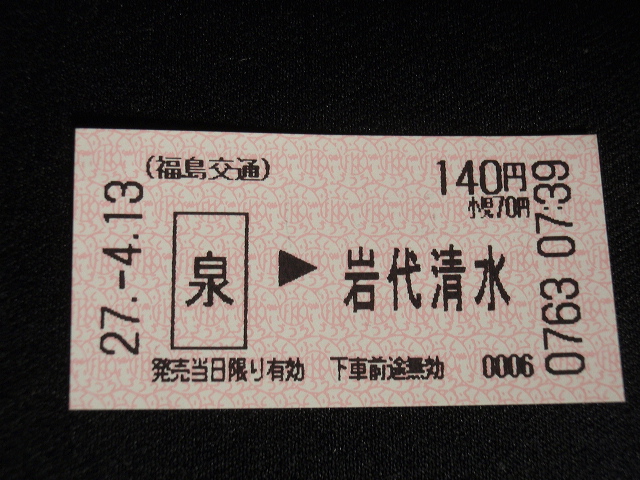 (福島交通)
140円
小児70円
泉 ▶ 岩代清水
発売当日限り有効 下車前途無効 0006
27.-4.13
0763 07:39